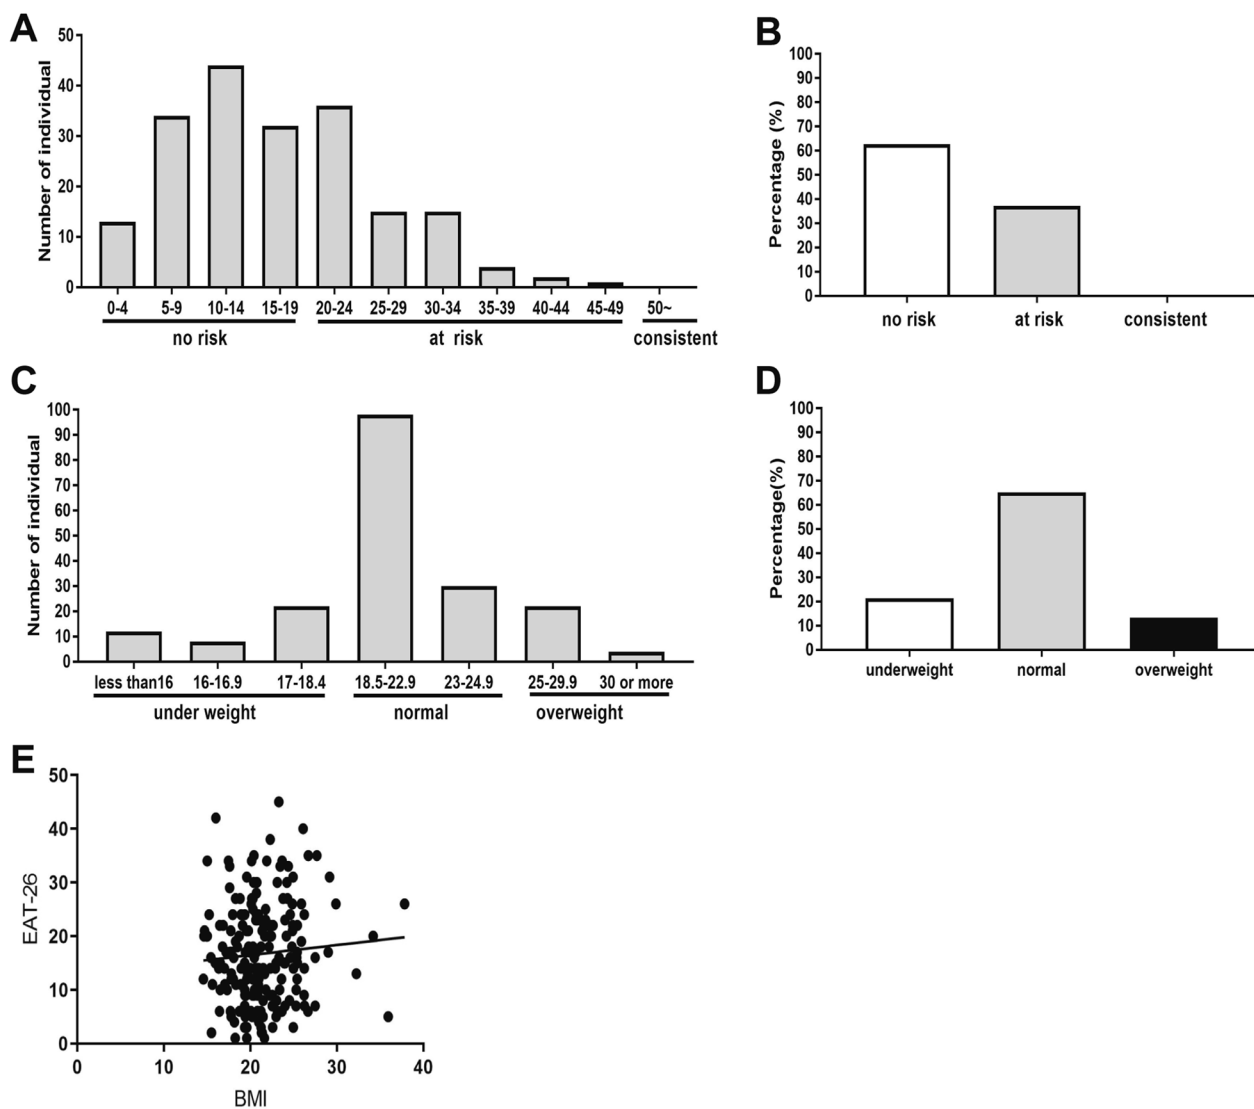 A
Number of individual
50
40
30
20
10
0
0-4 5-9 10-14 15-19 20-24 25-29 30-34 35-39 40-44 45-49 50~
no risk at risk consistent
B
Percentage (%)
100
90
80
70
60
50
40
30
20
10
0
no risk at risk consistent
C
Number of individual
100
90
80
70
60
50
40
30
20
10
0
less than16 16-16.9 17-18.4 18.5-22.9 23-24.9 25-29.9 30 or more
under weight normal overweight
D
Percentage(%)
100
90
80
70
60
50
40
30
20
10
0
underweight normal overweight
E
EAT-26
50
40
30
20
10
0
0 10 20 30 40
BMI